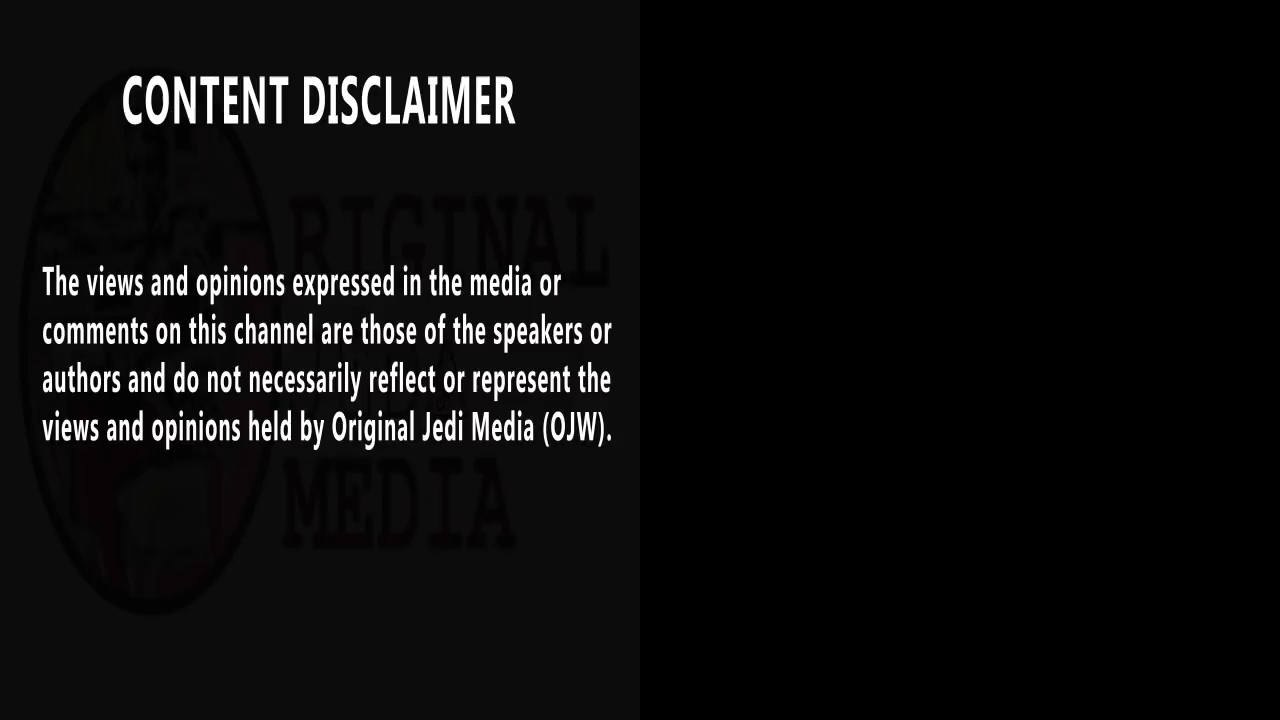 CONTENT DISCLAIMER
The views and opinions expressed in the media or
comments on this channel are those of the speakers or
authors and do not necessarily reflect or represent the
views and opinions held by Original Jedi Media (OJW).
RIGINAL
MEDIA